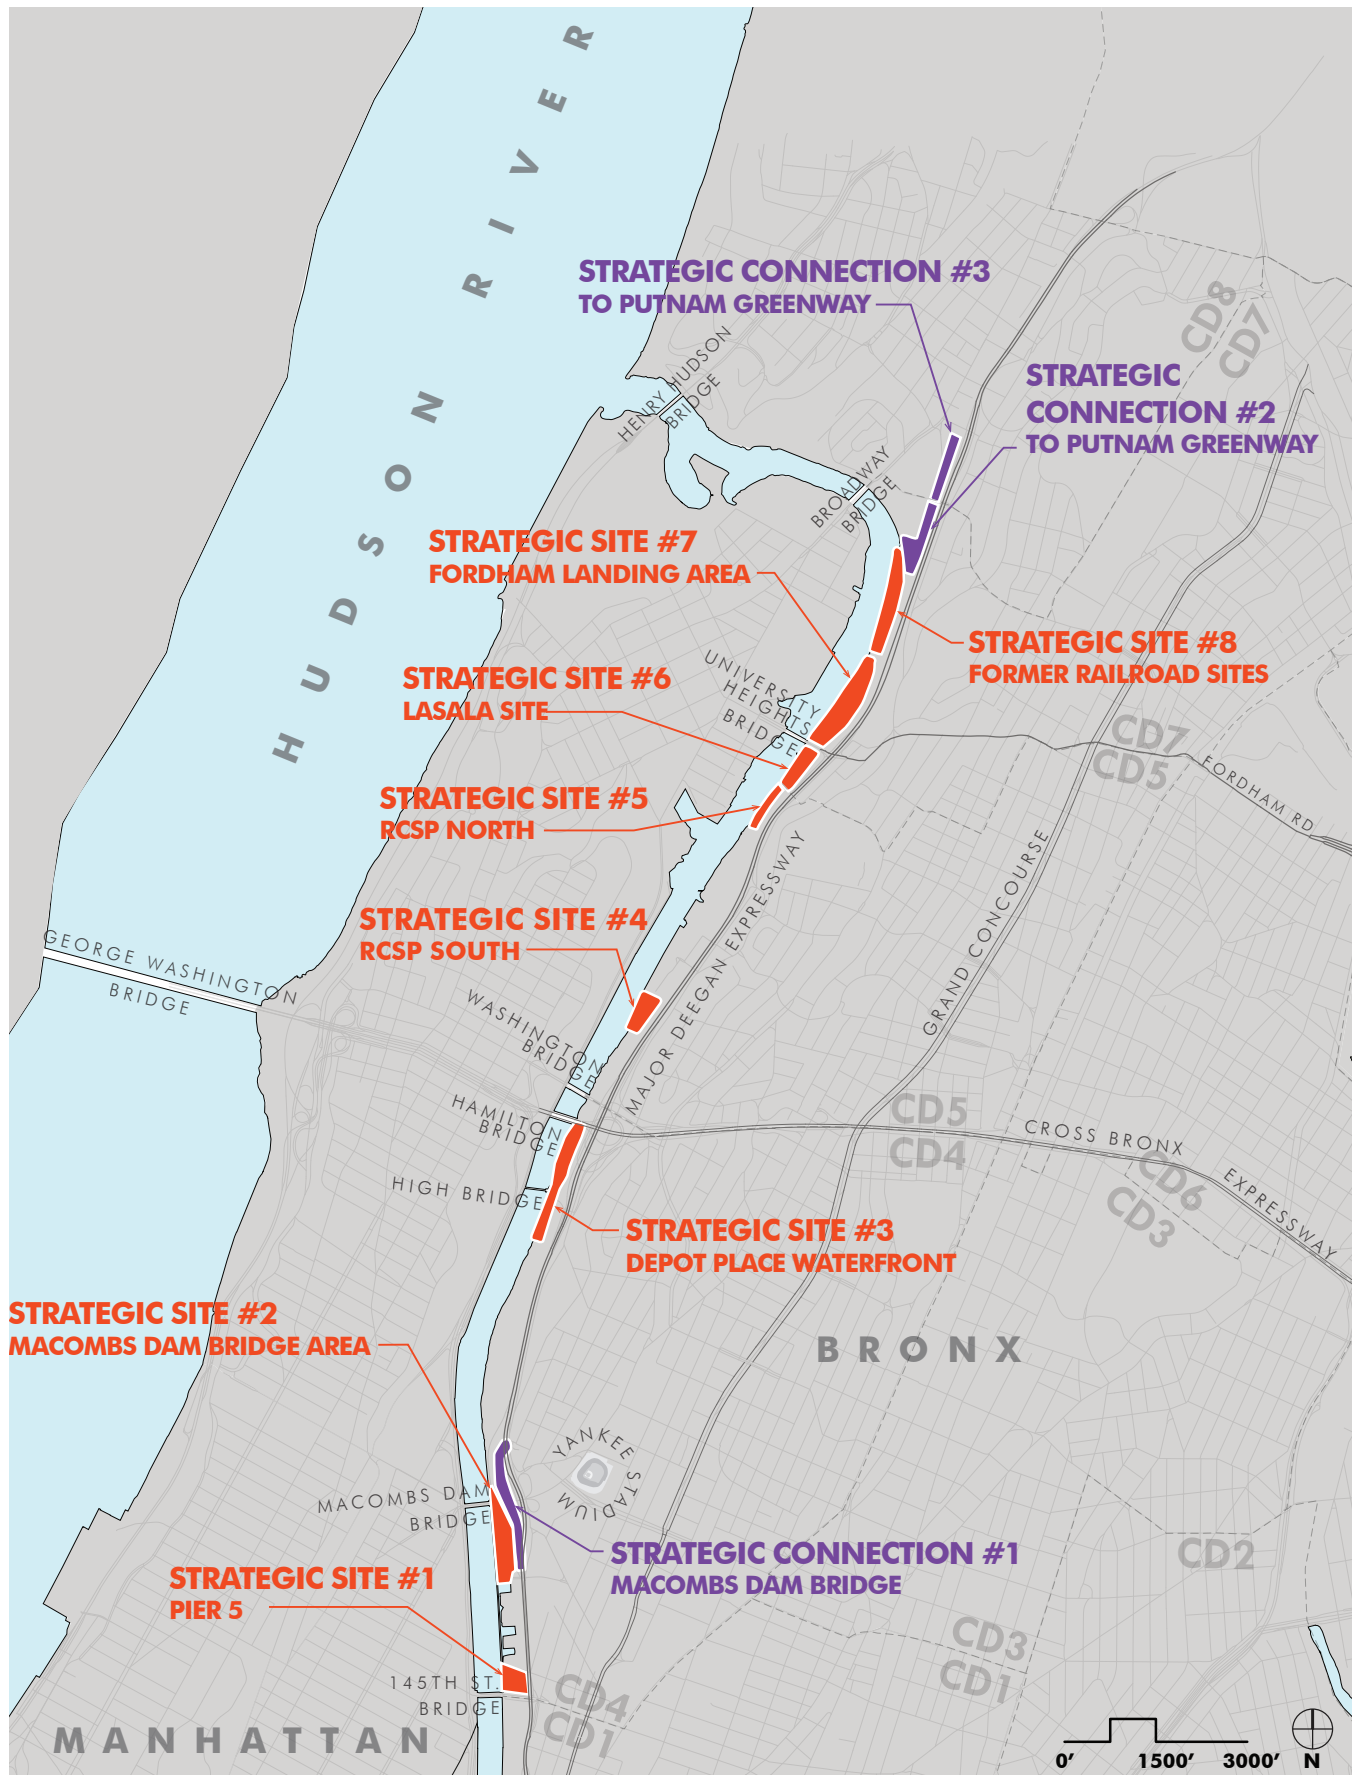 HUDSON RIVER
STRATEGIC CONNECTION #3
TO PUTNAM GREENWAY
CD8
CD7
HENRY HUDSON
BRIDGE
STRATEGIC
CONNECTION #2
TO PUTNAM GREENWAY
BROADWAY
BRIDGE
STRATEGIC SITE #7
FORDHAM LANDING AREA
STRATEGIC SITE #8
FORMER RAILROAD SITES
UNIVERSITY
HEIGHTS
BRIDGE
STRATEGIC SITE #6
LASALA SITE
CD7
CD5
FORDHAM RD
STRATEGIC SITE #5
RCSP NORTH
MAJOR DEEGAN EXPRESSWAY
GRAND CONCOURSE
STRATEGIC SITE #4
RCSP SOUTH
GEORGE WASHINGTON
BRIDGE
WASHINGTON
BRIDGE
HAMILTON
BRIDGE
CD5
CD4
CROSS BRONX
EXPRESSWAY
CD6
CD3
HIGH BRIDGE
STRATEGIC SITE #3
DEPOT PLACE WATERFRONT
STRATEGIC SITE #2
MACOMBS DAM BRIDGE AREA
BRONX
YANKEE STADIUM
MACOMBS DAM
BRIDGE
STRATEGIC CONNECTION #1
MACOMBS DAM BRIDGE
CD2
STRATEGIC SITE #1
PIER 5
CD3
CD1
145TH ST.
BRIDGE
CD4
CD1
MANHATTAN
0' 1500' 3000' N